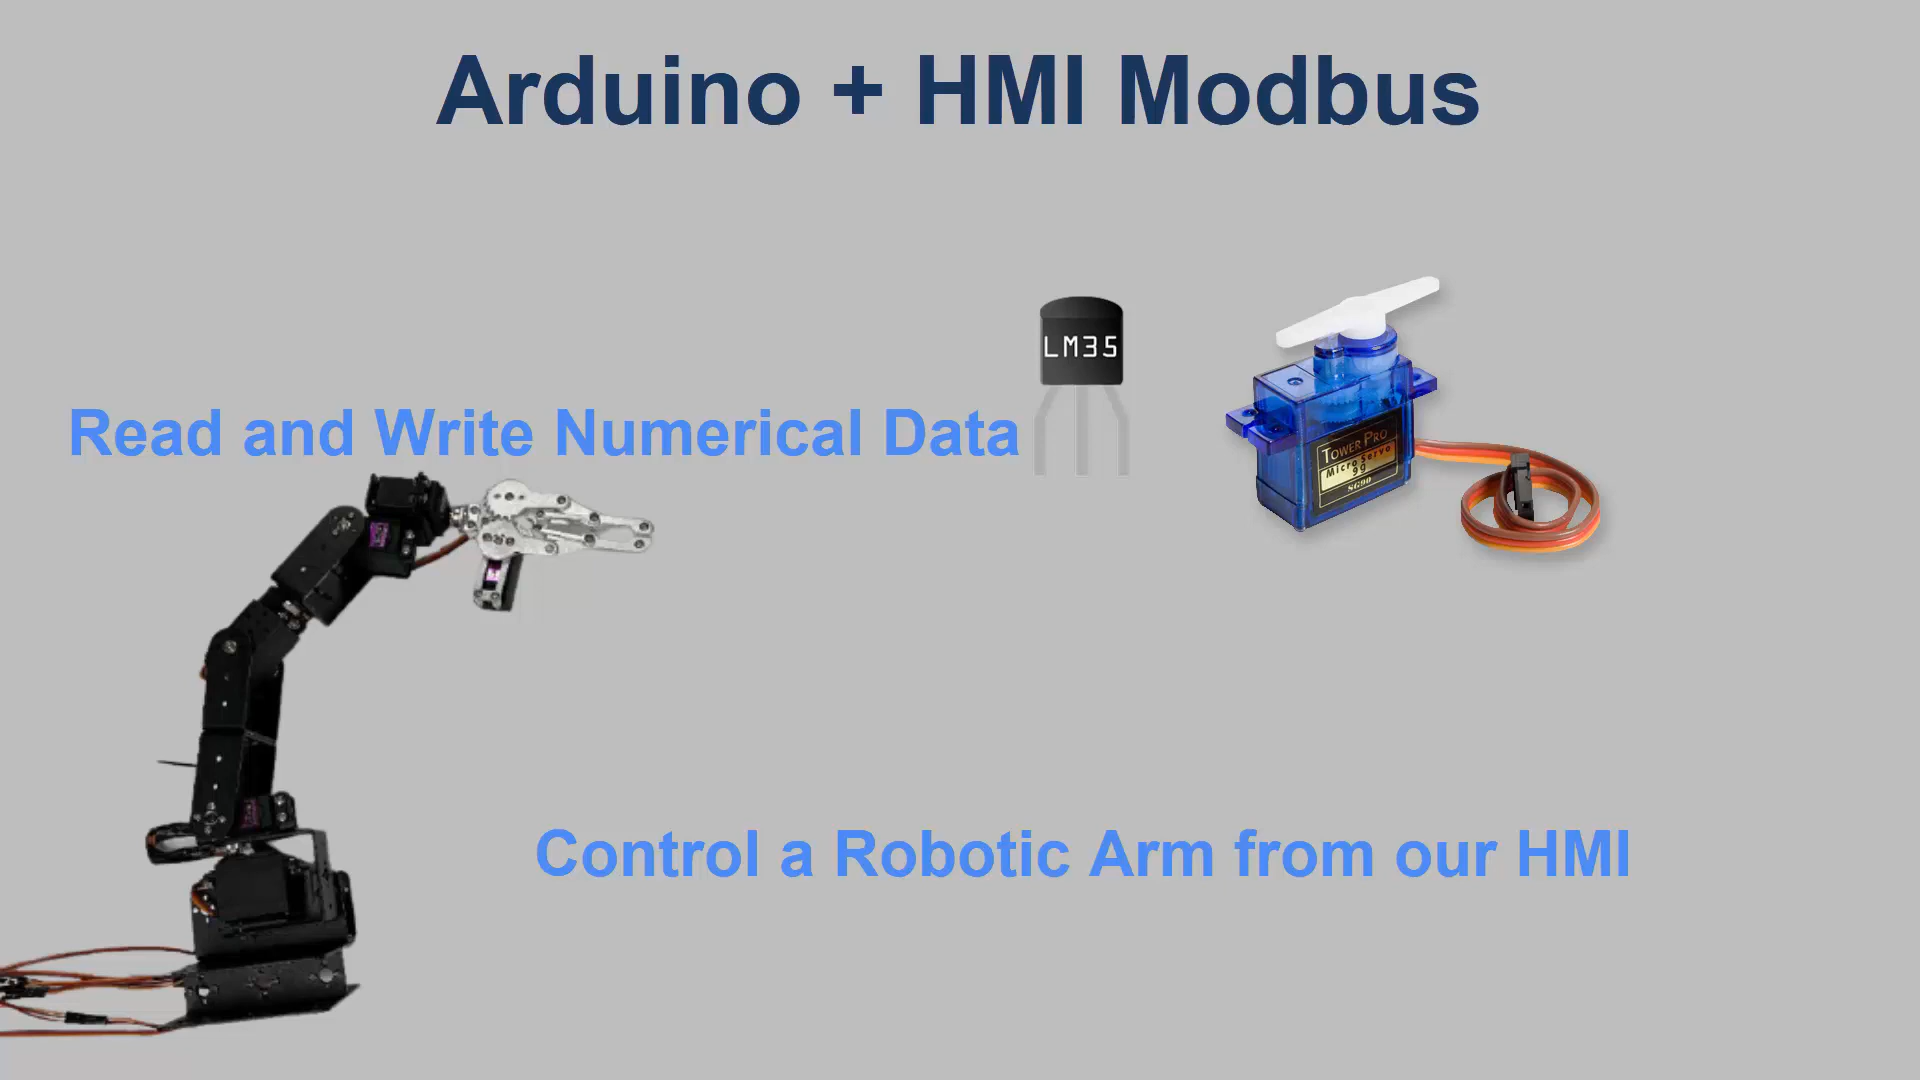 Arduino + HMI Modbus
LM35
Read and Write Numerical Data
TOWER PRO
Micro Servo
9g
SG90
Control a Robotic Arm from our HMI